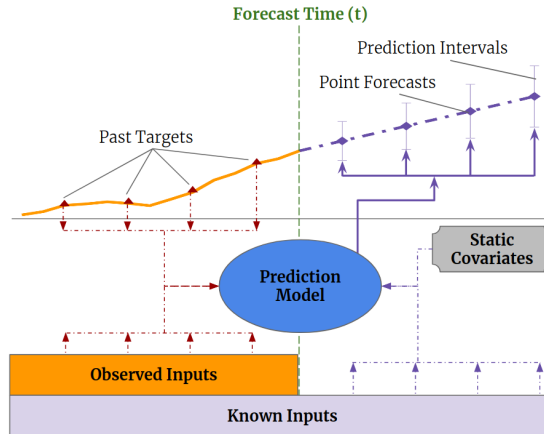 Forecast Time (t)
Prediction Intervals
Point Forecasts
Past Targets
Static
Covariates
Prediction
Model
Observed Inputs
Known Inputs